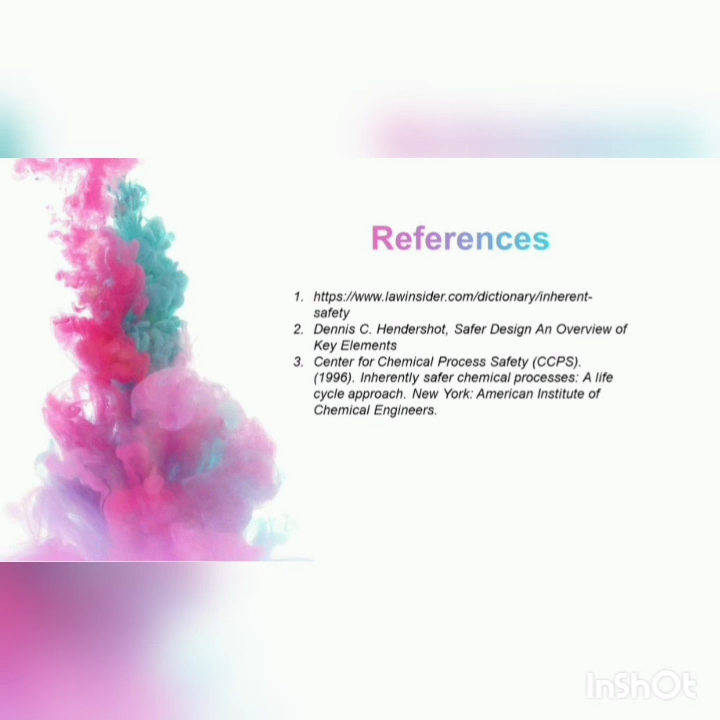 References
1. https://www.lawinsider.com/dictionary/inherent-
safety
2. Dennis C. Hendershot, Safer Design An Overview of
Key Elements
3. Center for Chemical Process Safety (CCPS).
(1996). Inherently safer chemical processes: A life
cycle approach. New York: American Institute of
Chemical Engineers.
InShOt